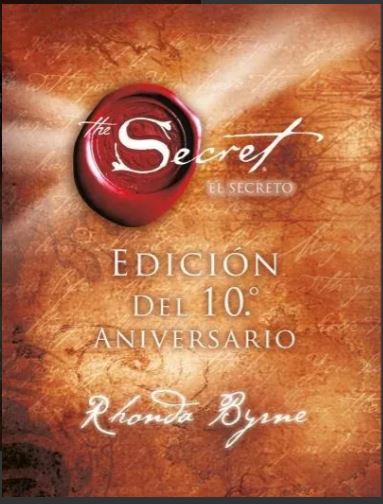 the Secret
EL SECRETO
EDICIÓN
DEL 10.º
ANIVERSARIO
Rhonda Byrne